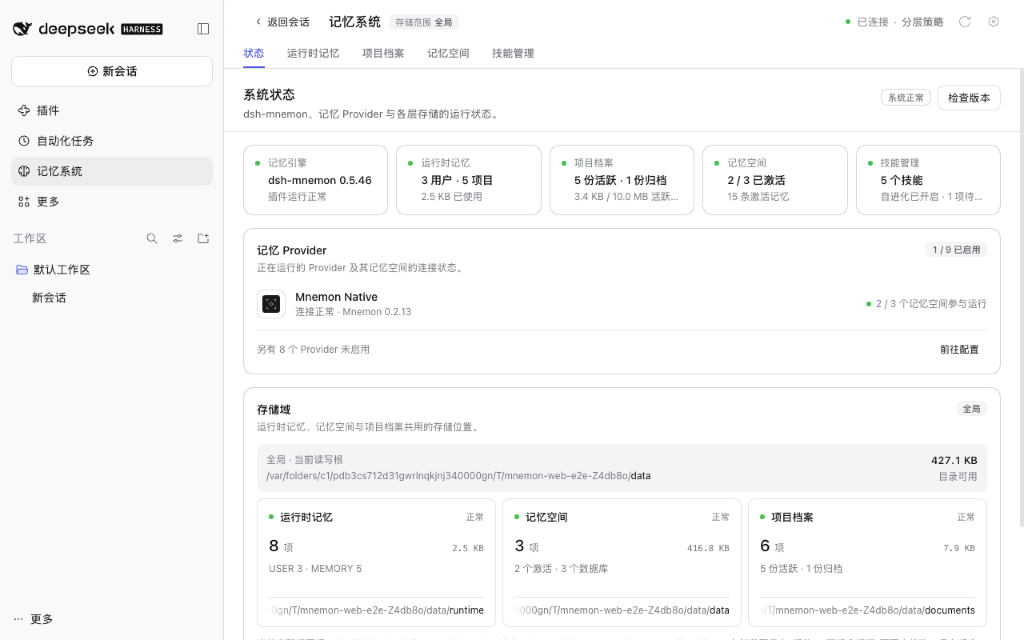 deepseek HARNESS
新会话
插件
自动化任务
记忆系统
更多
工作区
默认工作区
新会话
更多
返回会话
记忆系统
存储范围 全局
已连接 · 分层策略
状态
运行时记忆
项目档案
记忆空间
技能管理
系统状态
dsh-mnemon、记忆 Provider 与各层存储的运行状态。
系统正常
检查版本
记忆引擎
dsh-mnemon 0.5.46
插件运行正常
运行时记忆
3 用户 · 5 项目
2.5 KB 已使用
项目档案
5 份活跃 · 1 份归档
3.4 KB / 10.0 MB 活跃...
记忆空间
2 / 3 已激活
15 条激活记忆
技能管理
5 个技能
自进化已开启 · 1 项待...
记忆 Provider
1 / 9 已启用
正在运行的 Provider 及其记忆空间的连接状态。
Mnemon Native
连接正常 · Mnemon 0.2.13
2 / 3 个记忆空间参与运行
另有 8 个 Provider 未启用
前往配置
存储域
全局
运行时记忆、记忆空间与项目档案共用的存储位置。
全局 · 当前读写根
427.1 KB
/var/folders/c1/pdb3cs712d31gwrlnqkjnj340000gn/T/mnemon-web-e2e-Z4db8o/data
目录可用
运行时记忆
正常
8 项
2.5 KB
USER 3 · MEMORY 5
0gn/T/mnemon-web-e2e-Z4db8o/data/runtime
记忆空间
正常
3 项
416.8 KB
2 个激活 · 3 个数据库
0000gn/T/mnemon-web-e2e-Z4db8o/data
项目档案
正常
6 项
7.9 KB
5 份活跃 · 1 份归档
/T/mnemon-web-e2e-Z4db8o/data/documents